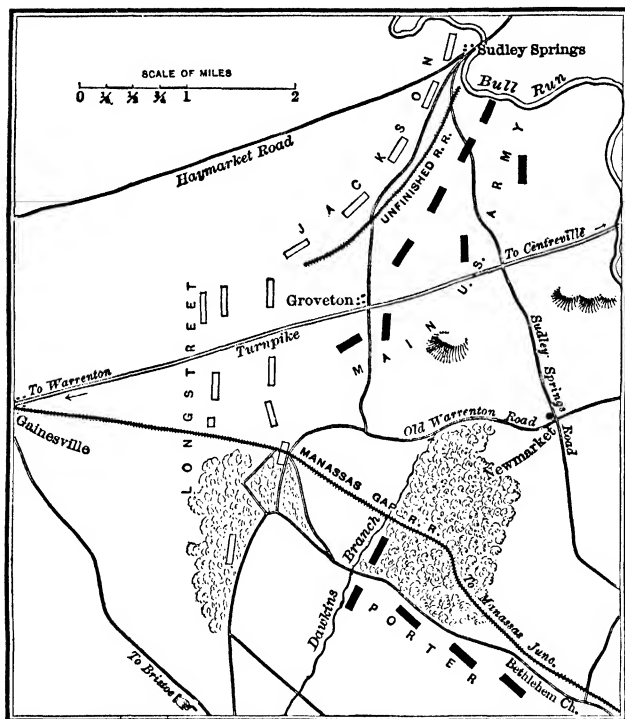 Sudley Springs
SCALE OF MILES
0 ¼ ½ ¾ 1 2
Bull Run
Haymarket Road
JACKSON
UNFINISHED R.R.
MAIN U.S. ARMY
To Centreville
LONGSTREET
Groveton
Turnpike
To Warrenton
Sudley Springs Road
Gainesville
Old Warrenton Road
Newmarket
MANASSAS GAP R.R.
To Manassas Junc.
Dawkins Branch
PORTER
To Bristoe
Bethlehem Ch.